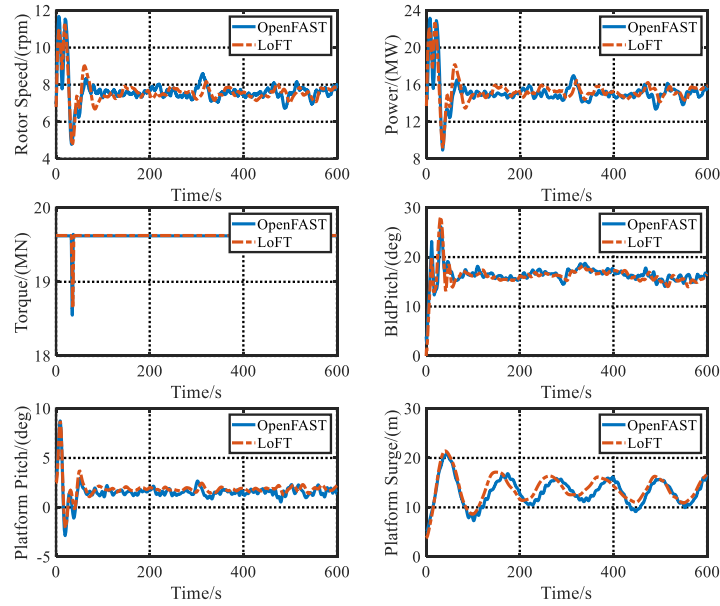 12
8
4
Rotor Speed/(rpm)
OpenFAST
LoFT
0
200
400
600
Time/s
24
20
16
12
8
Power/(MW)
OpenFAST
LoFT
0
200
400
600
Time/s
20
19
18
Torque/(MN)
OpenFAST
LoFT
0
200
400
600
Time/s
30
20
10
0
BldPitch/(deg)
OpenFAST
LoFT
0
200
400
600
Time/s
10
5
0
-5
Platform Pitch/(deg)
OpenFAST
LoFT
0
200
400
600
Time/s
30
20
10
0
Platform Surge/(m)
OpenFAST
LoFT
0
200
400
600
Time/s